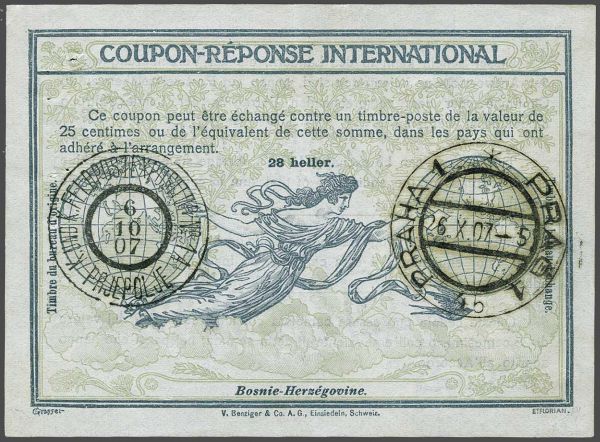 COUPON-RÉPONSE INTERNATIONAL
Ce coupon peut être échangé contre un timbre-poste de la valeur de
25 centimes ou de l'équivalent de cette somme, dans les pays qui ont
adhéré à l'arrangement.
28 heller.
Timbre du bureau d'origine.
6
10
07
PRAHA 1
PRAG 1
26.X.07-5
Bosnie-Herzégovine.
Grasset
V. Benziger & Co. A. G., Einsiedeln, Schweiz.
E. FLORIAN.